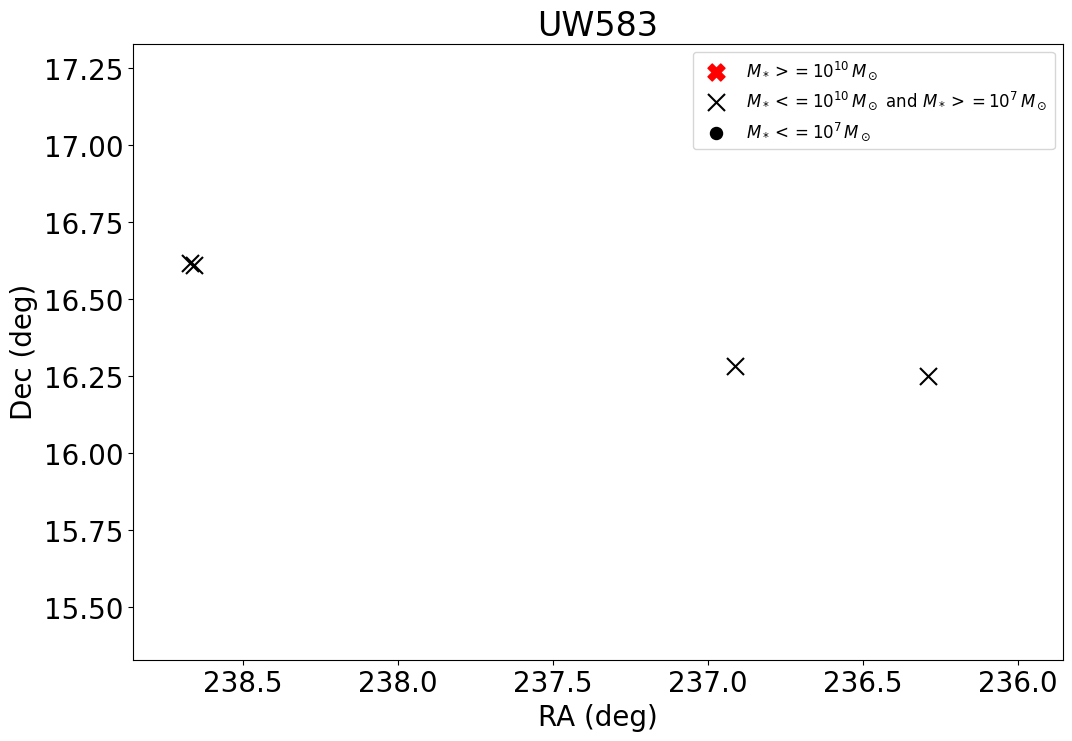 UW583
M* >= 10^10 M⊙
M* <= 10^10 M⊙ and M* >= 10^7 M⊙
M* <= 10^7 M⊙
17.25
17.00
16.75
16.50
16.25
16.00
15.75
15.50
Dec (deg)
238.5 238.0 237.5 237.0 236.5 236.0
RA (deg)